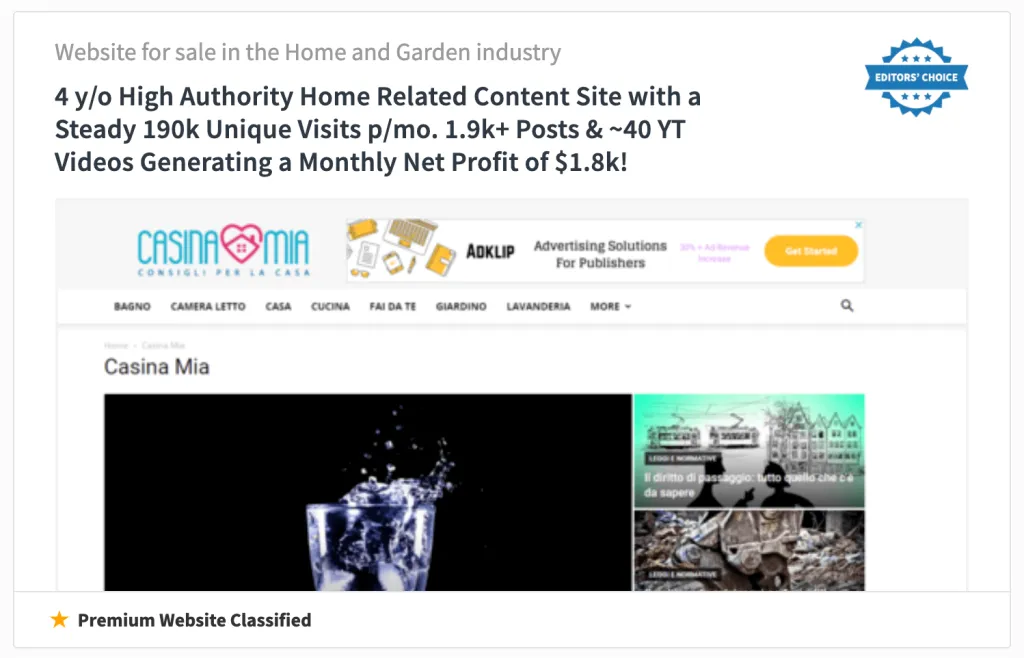 Website for sale in the Home and Garden industry
EDITORS' CHOICE
4 y/o High Authority Home Related Content Site with a
Steady 190k Unique Visits p/mo. 1.9k+ Posts & ~40 YT
Videos Generating a Monthly Net Profit of $1.8k!
CASINA MIA
CONSIGLI PER LA CASA
ADKLIP
Advertising Solutions
For Publishers
30% + Ad Revenue
Increase
Get Started
BAGNO CAMERA LETTO CASA CUCINA FAI DA TE GIARDINO LAVANDERIA MORE
Home Casina Mia
Casina Mia
LEGGI E NORMATIVE
Il diritto di passaggio: tutto quello che c'è
da sapere
LEGGI E NORMATIVE
Premium Website Classified